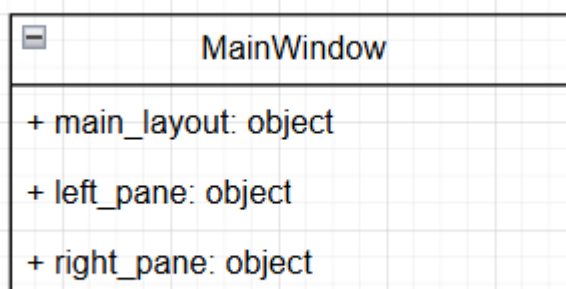 MainWindow
+ main_layout: object
+ left_pane: object
+ right_pane: object